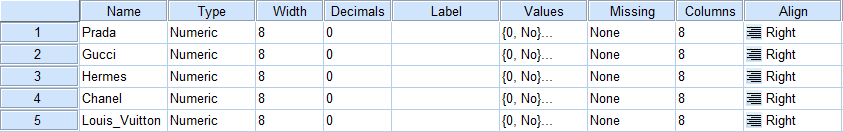 Name Type Width Decimals Label Values Missing Columns Align
1 Prada Numeric 8 0 {0, No}... None 8 Right
2 Gucci Numeric 8 0 {0, No}... None 8 Right
3 Hermes Numeric 8 0 {0, No}... None 8 Right
4 Chanel Numeric 8 0 {0, No}... None 8 Right
5 Louis_Vuitton Numeric 8 0 {0, No}... None 8 Right